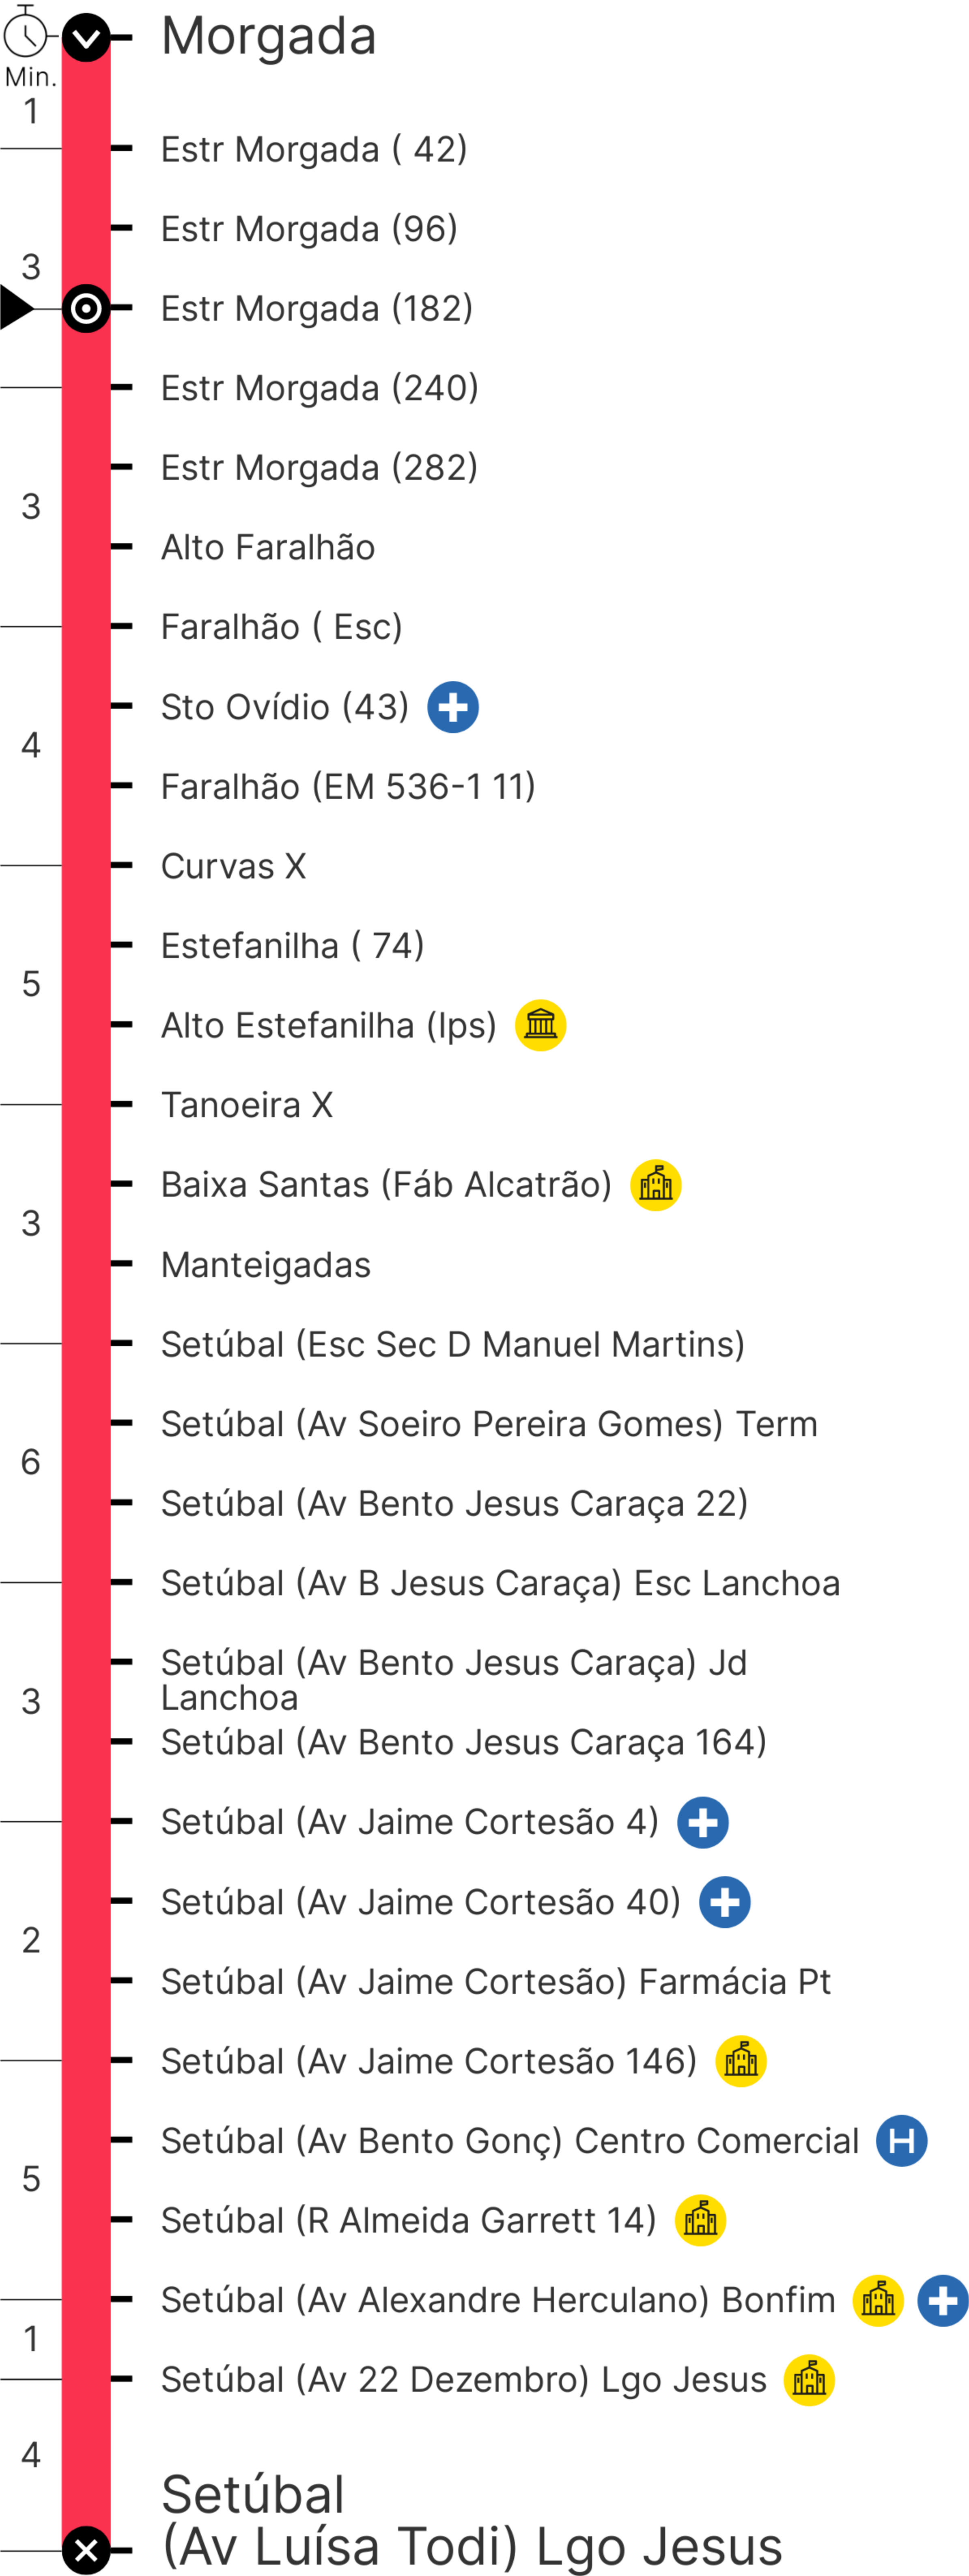 Morgada
Min.
1
Estr Morgada ( 42)
Estr Morgada (96)
3
Estr Morgada (182)
Estr Morgada (240)
Estr Morgada (282)
3
Alto Faralhão
Faralhão ( Esc)
Sto Ovídio (43)
4
Faralhão (EM 536-1 11)
Curvas X
Estefanilha ( 74)
5
Alto Estefanilha (Ips)
Tanoeira X
Baixa Santas (Fáb Alcatrão)
3
Manteigadas
Setúbal (Esc Sec D Manuel Martins)
Setúbal (Av Soeiro Pereira Gomes) Term
6
Setúbal (Av Bento Jesus Caraça 22)
Setúbal (Av B Jesus Caraça) Esc Lanchoa
Setúbal (Av Bento Jesus Caraça) Jd
Lanchoa
3
Setúbal (Av Bento Jesus Caraça 164)
Setúbal (Av Jaime Cortesão 4)
Setúbal (Av Jaime Cortesão 40)
2
Setúbal (Av Jaime Cortesão) Farmácia Pt
Setúbal (Av Jaime Cortesão 146)
Setúbal (Av Bento Gonç) Centro Comercial H
5
Setúbal (R Almeida Garrett 14)
Setúbal (Av Alexandre Herculano) Bonfim
1
Setúbal (Av 22 Dezembro) Lgo Jesus
4
Setúbal
(Av Luísa Todi) Lgo Jesus